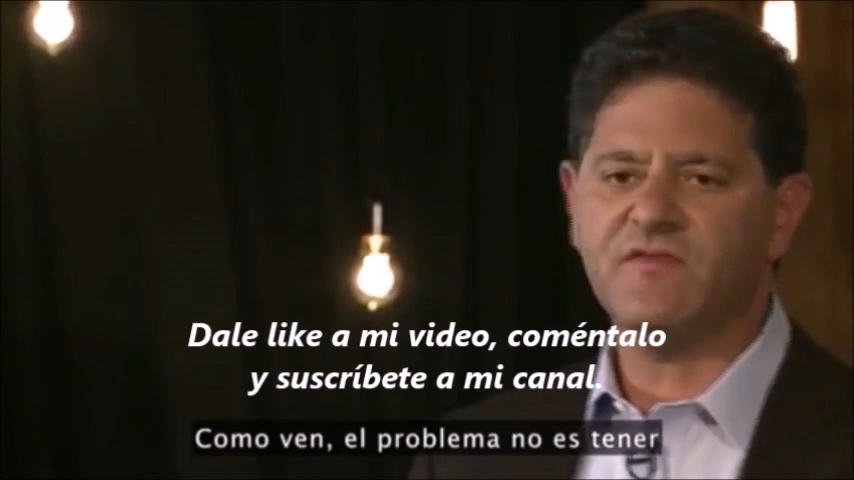 Dale like a mi video, coméntalo
y suscríbete a mi canal.
Como ven, el problema no es tener